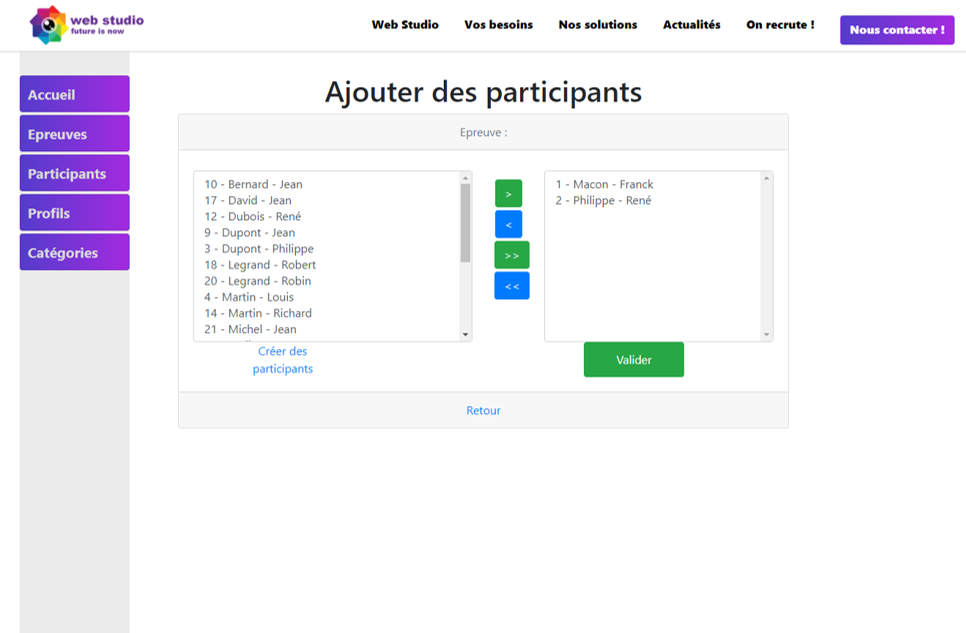 web studio
future is now
Web Studio
Vos besoins
Nos solutions
Actualités
On recrute !
Nous contacter !
Accueil
Epreuves
Participants
Profils
Catégories
Ajouter des participants
Epreuve :
10 - Bernard - Jean
17 - David - Jean
12 - Dubois - René
9 - Dupont - Jean
3 - Dupont - Philippe
18 - Legrand - Robert
20 - Legrand - Robin
4 - Martin - Louis
14 - Martin - Richard
21 - Michel - Jean
>
<
>>
<<
1 - Macon - Franck
2 - Philippe - René
Créer des
participants
Valider
Retour